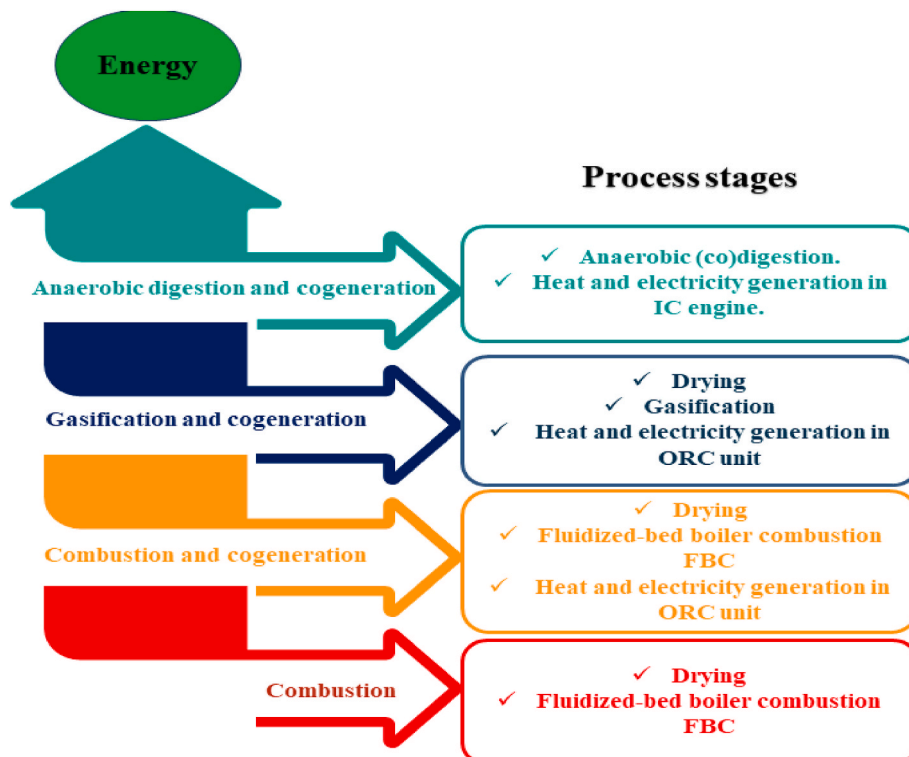 Energy
Process stages
Anaerobic digestion and cogeneration
✓ Anaerobic (co)digestion.
✓ Heat and electricity generation in
IC engine.
Gasification and cogeneration
✓ Drying
✓ Gasification
✓ Heat and electricity generation in
ORC unit
Combustion and cogeneration
✓ Drying
✓ Fluidized-bed boiler combustion
FBC
✓ Heat and electricity generation in
ORC unit
Combustion
✓ Drying
✓ Fluidized-bed boiler combustion
FBC